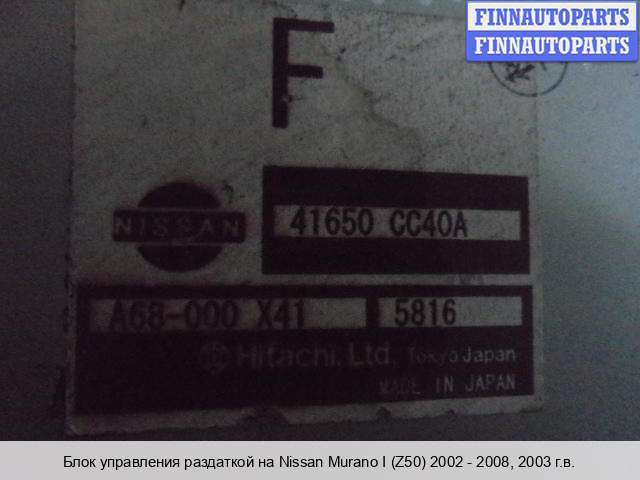 FINNAUTOPARTS
FINNAUTOPARTS
F
NISSAN
41650 CC40A
A68-000 X41
5816
Hitachi, Ltd. Tokyo Japan
MADE IN JAPAN
Блок управления раздаткой на Nissan Murano I (Z50) 2002 - 2008, 2003 г.в.